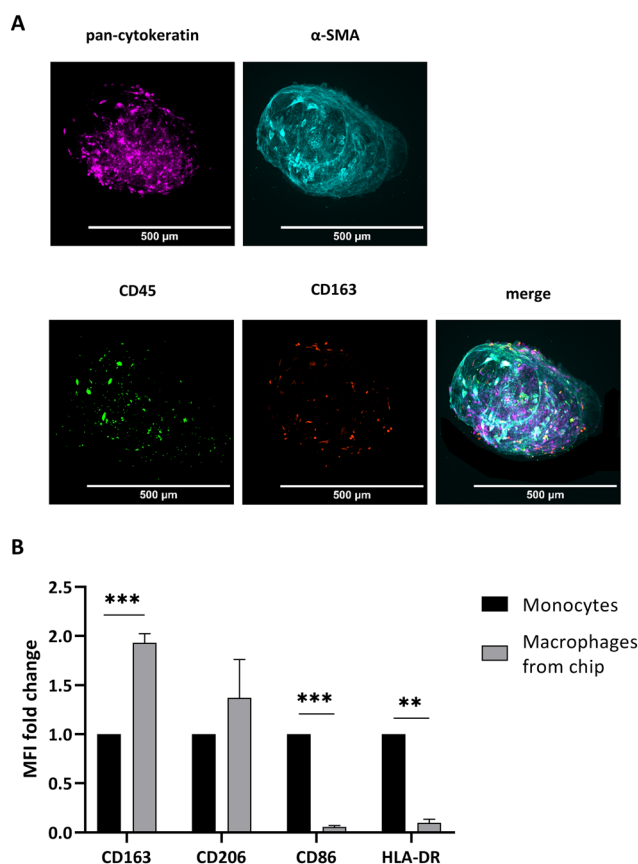 A
pan-cytokeratin
α-SMA
500 µm
500 µm
CD45
CD163
merge
500 µm
500 µm
500 µm
B
MFI fold change
2.5
2.0
1.5
1.0
0.5
0.0
***
***
**
CD163
CD206
CD86
HLA-DR
Monocytes
Macrophages
from chip